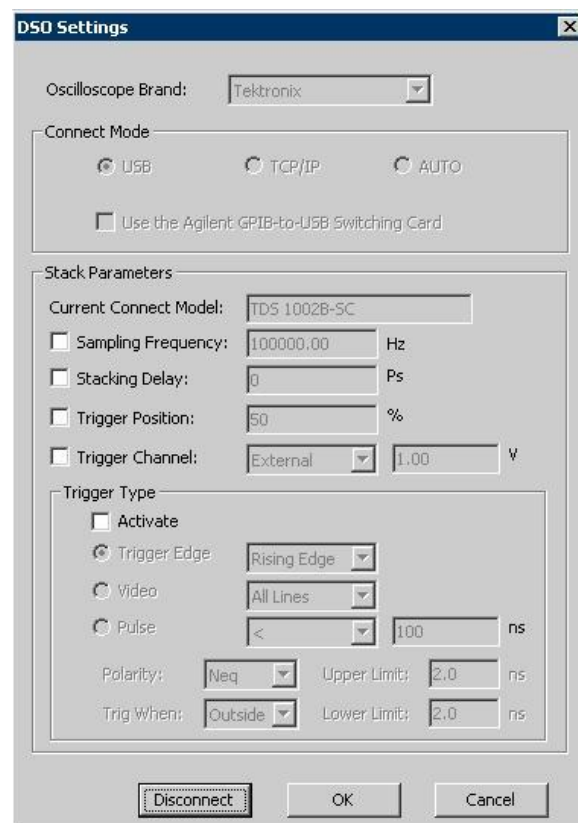 DSO Settings
Oscilloscope Brand: Tektronix
Connect Mode
USB TCP/IP AUTO
Use the Agilent GPIB-to-USB Switching Card
Stack Parameters
Current Connect Model: TDS 1002B-SC
Sampling Frequency: 100000.00 Hz
Stacking Delay: 0 Ps
Trigger Position: 50 %
Trigger Channel: External 1.00 V
Trigger Type
Activate
Trigger Edge Rising Edge
Video All Lines
Pulse < 100 ns
Polarity: Neq Upper Limit: 2.0 ns
Trig When: Outside Lower Limit: 2.0 ns
Disconnect OK Cancel